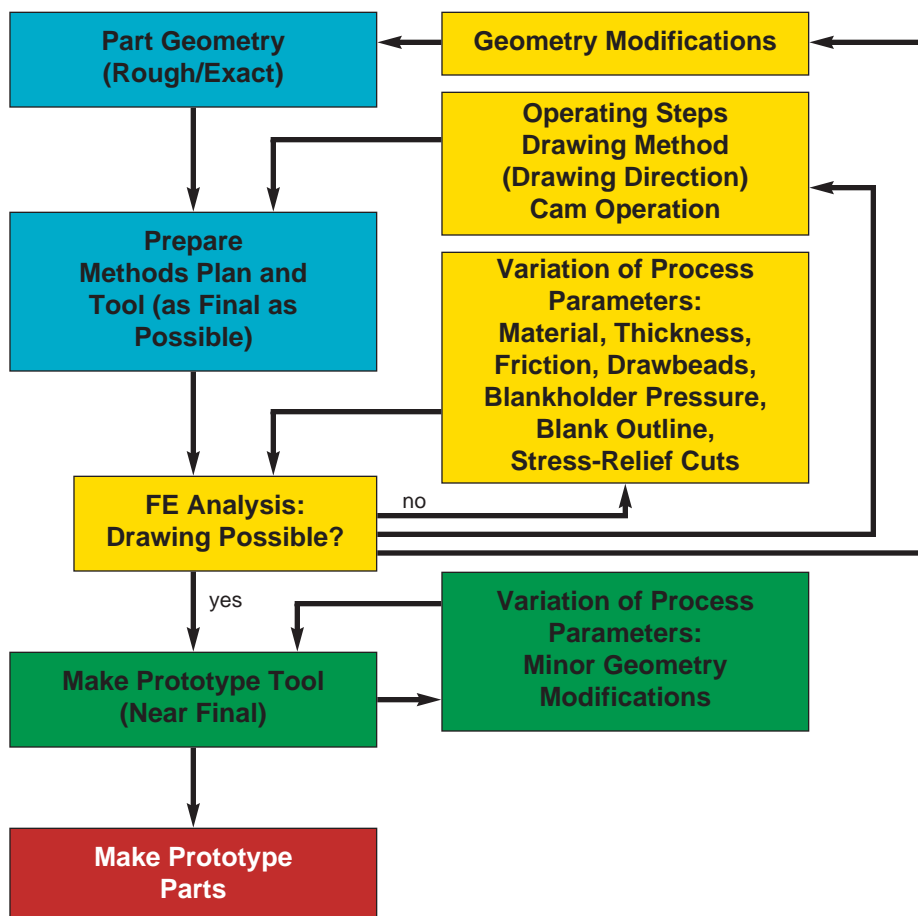 Part Geometry
(Rough/Exact)
Geometry Modifications
Operating Steps
Drawing Method
(Drawing Direction)
Cam Operation
Prepare
Methods Plan and
Tool (as Final as
Possible)
Variation of Process
Parameters:
Material, Thickness,
Friction, Drawbeads,
Blankholder Pressure,
Blank Outline,
Stress-Relief Cuts
FE Analysis:
Drawing Possible?
no
yes
Variation of Process
Parameters:
Minor Geometry
Modifications
Make Prototype Tool
(Near Final)
Make Prototype
Parts